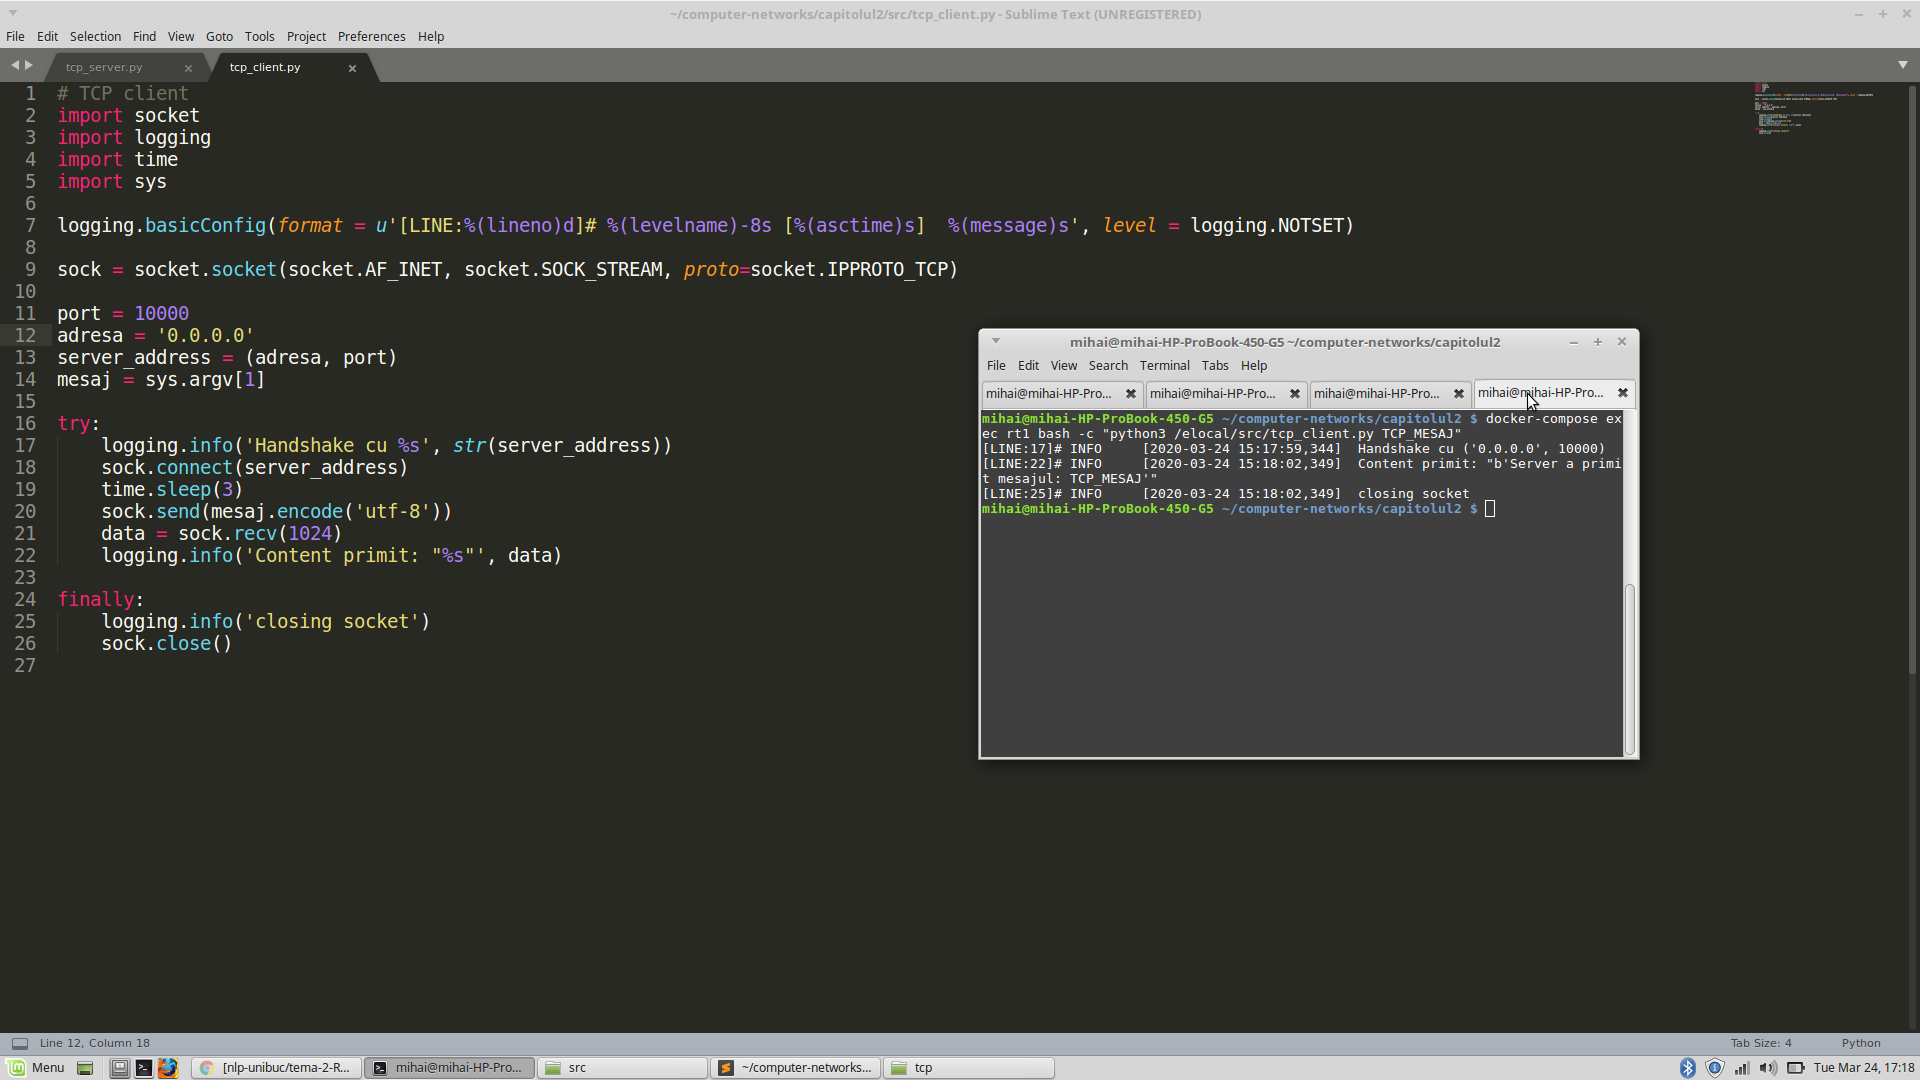 ~/computer-networks/capitolul2/src/tcp_client.py - Sublime Text (UNREGISTERED)
File Edit Selection Find View Goto Tools Project Preferences Help
tcp_server.py tcp_client.py
1 # TCP client
2 import socket
3 import logging
4 import time
5 import sys
6
7 logging.basicConfig(format = u'[LINE:%(lineno)d]# %(levelname)-8s [%(asctime)s]  %(message)s', level = logging.NOTSET)
8
9 sock = socket.socket(socket.AF_INET, socket.SOCK_STREAM, proto=socket.IPPROTO_TCP)
10
11 port = 10000
12 adresa = '0.0.0.0'
13 server_address = (adresa, port)
14 mesaj = sys.argv[1]
15
16 try:
17     logging.info('Handshake cu %s', str(server_address))
18     sock.connect(server_address)
19     time.sleep(3)
20     sock.send(mesaj.encode('utf-8'))
21     data = sock.recv(1024)
22     logging.info('Content primit: "%s"', data)
23
24 finally:
25     logging.info('closing socket')
26     sock.close()
27
mihai@mihai-HP-ProBook-450-G5 ~/computer-networks/capitolul2
File Edit View Search Terminal Tabs Help
mihai@mihai-HP-Pro... mihai@mihai-HP-Pro... mihai@mihai-HP-Pro... mihai@mihai-HP-Pro...
mihai@mihai-HP-ProBook-450-G5 ~/computer-networks/capitolul2 $ docker-compose ex
ec rt1 bash -c "python3 /elocal/src/tcp_client.py TCP_MESAJ"
[LINE:17]# INFO     [2020-03-24 15:17:59,344]  Handshake cu ('0.0.0.0', 10000)
[LINE:22]# INFO     [2020-03-24 15:18:02,349]  Content primit: "b'Server a primi
t mesajul: TCP_MESAJ'"
[LINE:25]# INFO     [2020-03-24 15:18:02,349]  closing socket
mihai@mihai-HP-ProBook-450-G5 ~/computer-networks/capitolul2 $
Line 12, Column 18 Tab Size: 4 Python
Menu [nlp-unibuc/tema-2-R... mihai@mihai-HP-Pro... src ~/computer-networks... tcp Tue Mar 24, 17:18